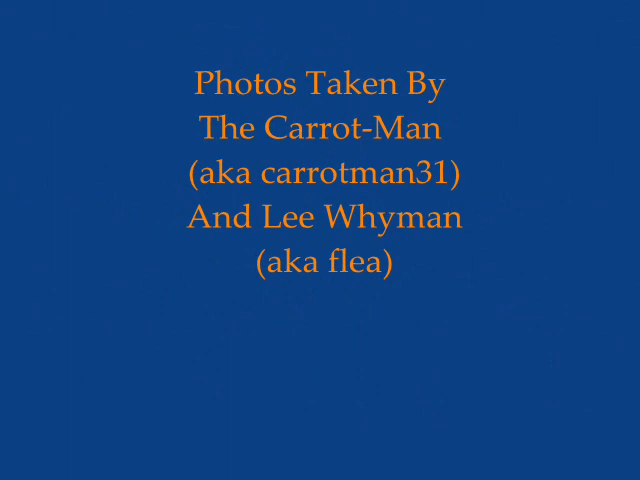 Photos Taken By
The Carrot-Man
(aka carrotman31)
And Lee Whyman
(aka flea)